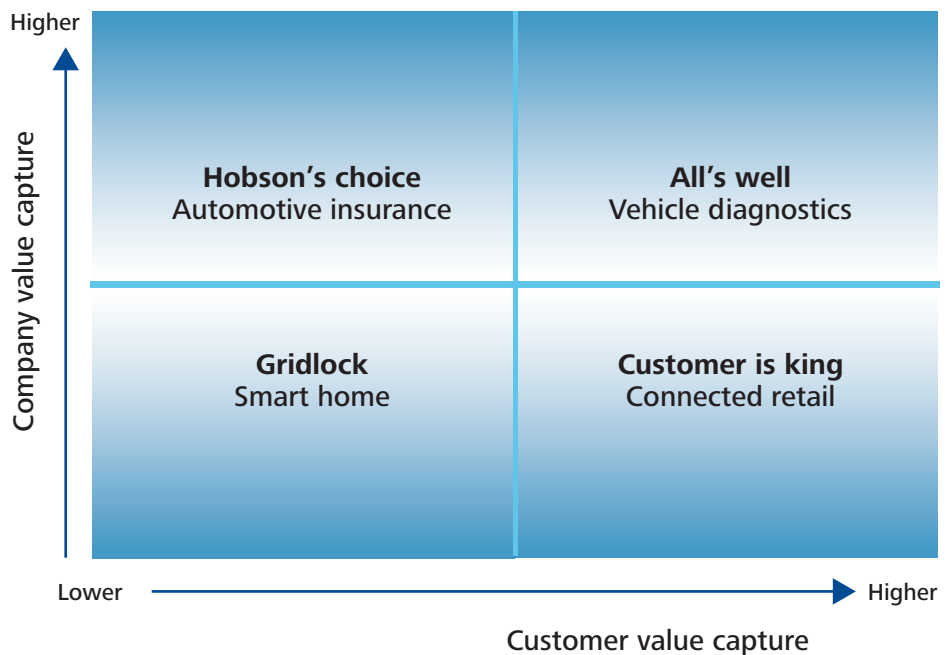 Higher
Company value capture
Hobson’s choice
Automotive insurance
All’s well
Vehicle diagnostics
Gridlock
Smart home
Customer is king
Connected retail
Lower
Higher
Customer value capture